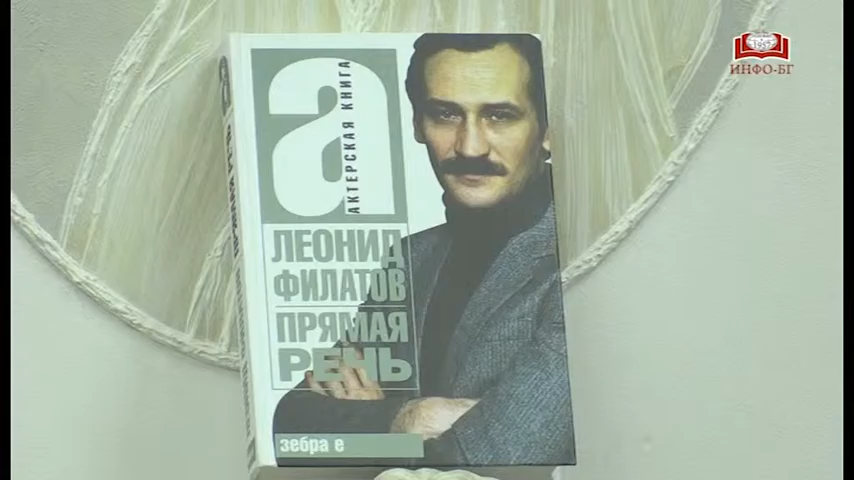 ИНФО-БГ
а
АКТЕРСКАЯ КНИГА
ЛЕОНИД
ФИЛАТОВ
ПРЯМАЯ
РЕЧЬ
зебра е